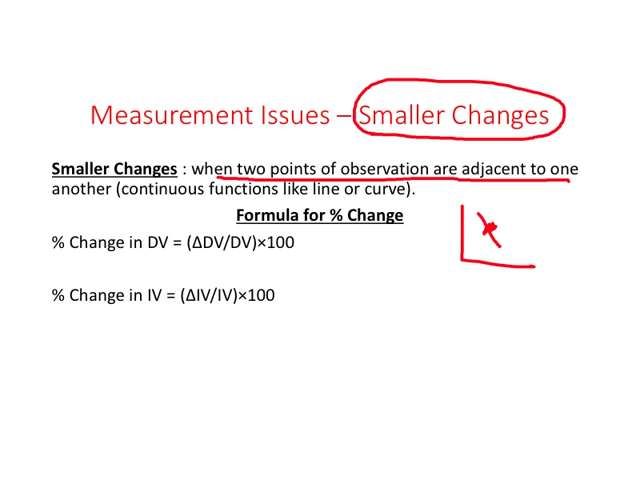 Measurement Issues – Smaller Changes
Smaller Changes : when two points of observation are adjacent to one
another (continuous functions like line or curve).
Formula for % Change
% Change in DV = (ΔDV/DV)×100
% Change in IV = (ΔIV/IV)×100